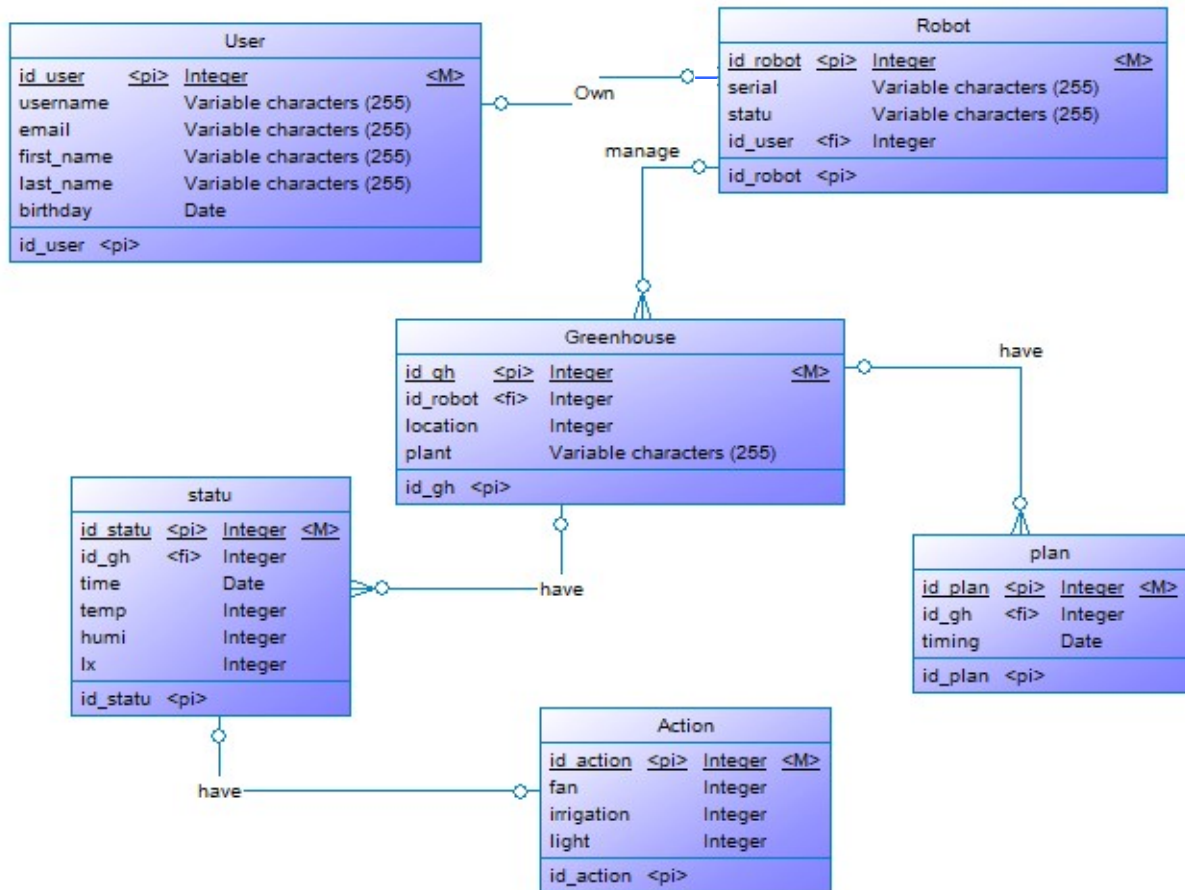 User
id_user <pi> Integer <M>
username Variable characters (255)
email Variable characters (255)
first_name Variable characters (255)
last_name Variable characters (255)
birthday Date
id_user <pi>
Own
Robot
id_robot <pi> Integer <M>
serial Variable characters (255)
statu Variable characters (255)
id_user <fi> Integer
id_robot <pi>
manage
Greenhouse
id_gh <pi> Integer <M>
id_robot <fi> Integer
location Integer
plant Variable characters (255)
id_gh <pi>
have
statu
id_statu <pi> Integer <M>
id_gh <fi> Integer
time Date
temp Integer
humi Integer
lx Integer
id_statu <pi>
have
plan
id_plan <pi> Integer <M>
id_gh <fi> Integer
timing Date
id_plan <pi>
have
Action
id_action <pi> Integer <M>
fan Integer
irrigation Integer
light Integer
id_action <pi>